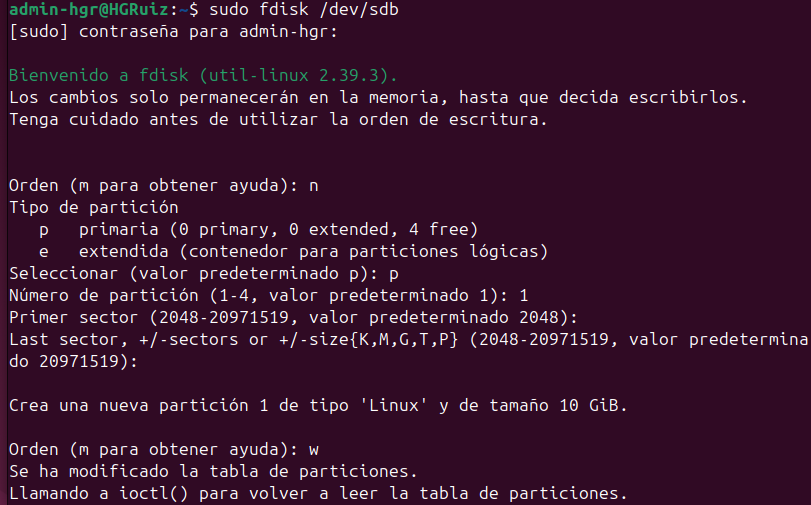 admin-hgr@HGRuiz:~$ sudo fdisk /dev/sdb
[sudo] contraseña para admin-hgr:
Bienvenido a fdisk (util-linux 2.39.3).
Los cambios solo permanecerán en la memoria, hasta que decida escribirlos.
Tenga cuidado antes de utilizar la orden de escritura.
Orden (m para obtener ayuda): n
Tipo de partición
   p   primaria (0 primary, 0 extended, 4 free)
   e   extendida (contenedor para particiones lógicas)
Seleccionar (valor predeterminado p): p
Número de partición (1-4, valor predeterminado 1): 1
Primer sector (2048-20971519, valor predeterminado 2048):
Last sector, +/-sectors or +/-size{K,M,G,T,P} (2048-20971519, valor predetermina
do 20971519):
Crea una nueva partición 1 de tipo 'Linux' y de tamaño 10 GiB.
Orden (m para obtener ayuda): w
Se ha modificado la tabla de particiones.
Llamando a ioctl() para volver a leer la tabla de particiones.